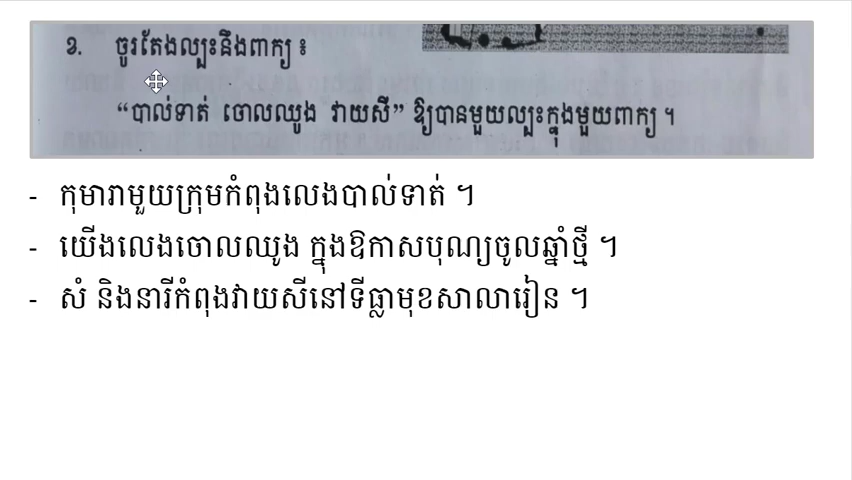 ខ. ចូរតែងល្បះនឹងពាក្យ ៖
“បាល់ទាត់ ចោលឈូង វាយសី” ឱ្យបានមួយល្បះក្នុងមួយពាក្យ ។
- កុមារាមួយក្រុមកំពុងលេងបាល់ទាត់ ។
- យើងលេងចោលឈូង ក្នុងឱកាសបុណ្យចូលឆ្នាំថ្មី ។
- សំ និងនារីកំពុងវាយសីនៅទីធ្លាមុខសាលារៀន ។